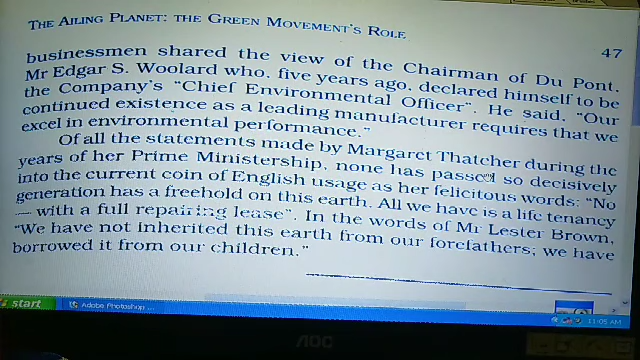 THE AILING PLANET: THE GREEN MOVEMENT'S ROLE
47
businessmen shared the view of the Chairman of Du Pont,
Mr Edgar S. Woolard who, five years ago, declared himself to be
the Company's "Chief Environmental Officer". He said, "Our
continued existence as a leading manufacturer requires that we
excel in environmental performance."
Of all the statements made by Margaret Thatcher during the
years of her Prime Ministership, none has passed so decisively
into the current coin of English usage as her felicitous words: "No
generation has a freehold on this earth. All we have is a life tenancy
— with a full repairing lease". In the words of Mr Lester Brown,
"We have not inherited this earth from our forefathers; we have
borrowed it from our children."
start
Adobe Photoshop ...
11:05 AM
AOC